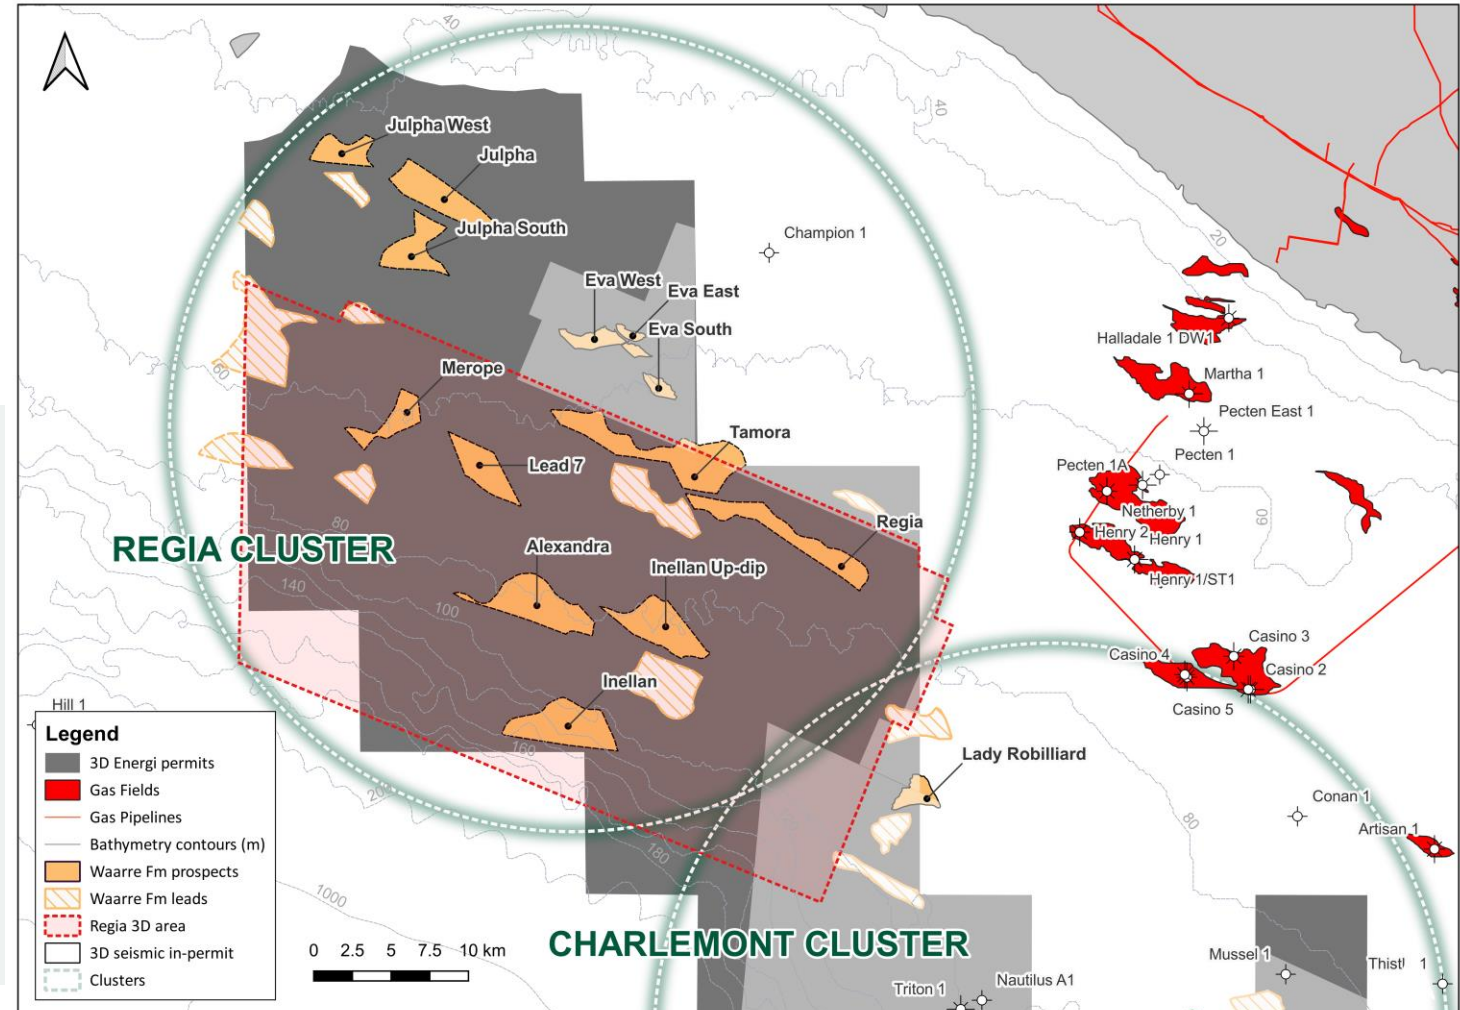 40
Julpha West
Julpha
Julpha South
40
20
Champion 1
Eva West
Eva East
Eva South
Halladale 1 DW1
Merope
60
Martha 1
Pecten East 1
Tamora
Pecten 1
Lead 7
Pecten 1A
Netherby 1
60
Regia
Henry 2
Henry 1
80
REGIA CLUSTER
Alexandra
Inellan Up-dip
Henry 1/ST1
140
100
Casino 3
Casino 4
Casino 2
Inellan
Casino 5
Hill 1
160
Lady Robilliard
200
Conan 1
80
Artisan 1
180
1000
CHARLEMONT CLUSTER
Mussel 1
Thistl 1
Nautilus A1
Triton 1
Legend
3D Energi permits
Gas Fields
Gas Pipelines
Bathymetry contours (m)
Waarre Fm prospects
Waarre Fm leads
Regia 3D area
3D seismic in-permit
Clusters
0 2.5 5 7.5 10 km